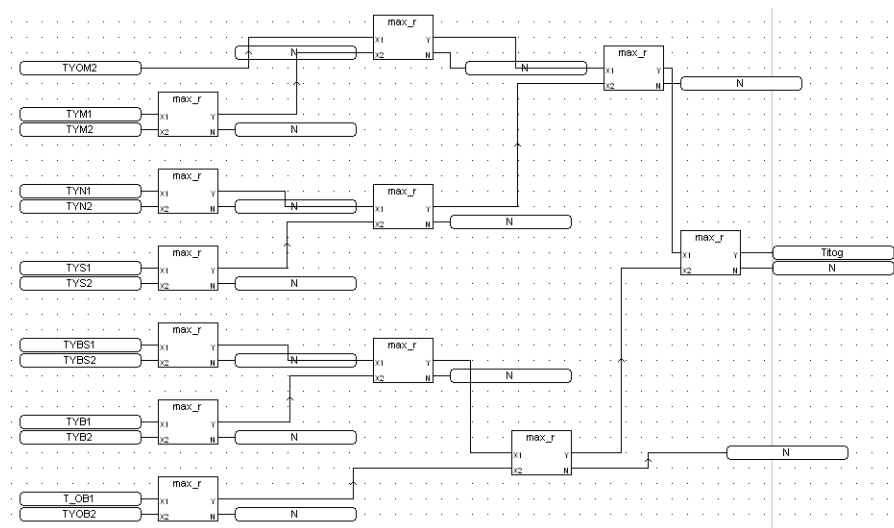 max_r
X1 Y
X2 N
N
TYOM2
N
max_r
X1 Y
X2 N
N
max_r
TYM1 X1 Y
TYM2 X2 N N
max_r
TYN1 X1 Y
TYN2 X2 N N
max_r
X1 Y
X2 N N
max_r
TYS1 X1 Y
TYS2 X2 N N
max_r
X1 Y Titog
X2 N N
max_r
TYBS1 X1 Y
TYBS2 X2 N N
max_r
X1 Y
X2 N N
max_r
TYB1 X1 Y
TYB2 X2 N N
max_r
X1 Y N
X2 N
max_r
T_OB1 X1 Y
TYOB2 X2 N N